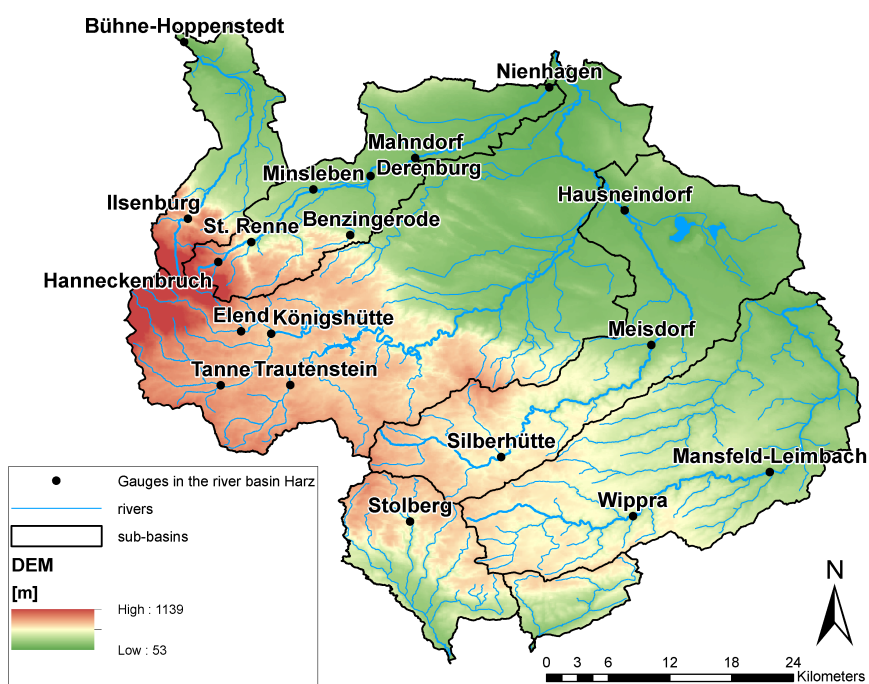 Bühne-Hoppenstedt
Nienhagen
Mahndorf
Derenburg
Minsleben
Hausneindorf
Ilsenburg
St. Renne
Benzingerode
Hanneckenbruch
Elend
Königshütte
Meisdorf
Tanne
Trautenstein
Silberhütte
Mansfeld-Leimbach
Stolberg
Wippra
Gauges in the river basin Harz
rivers
sub-basins
DEM
[m]
High : 1139
Low : 53
N
0 3 6 12 18 24
Kilometers